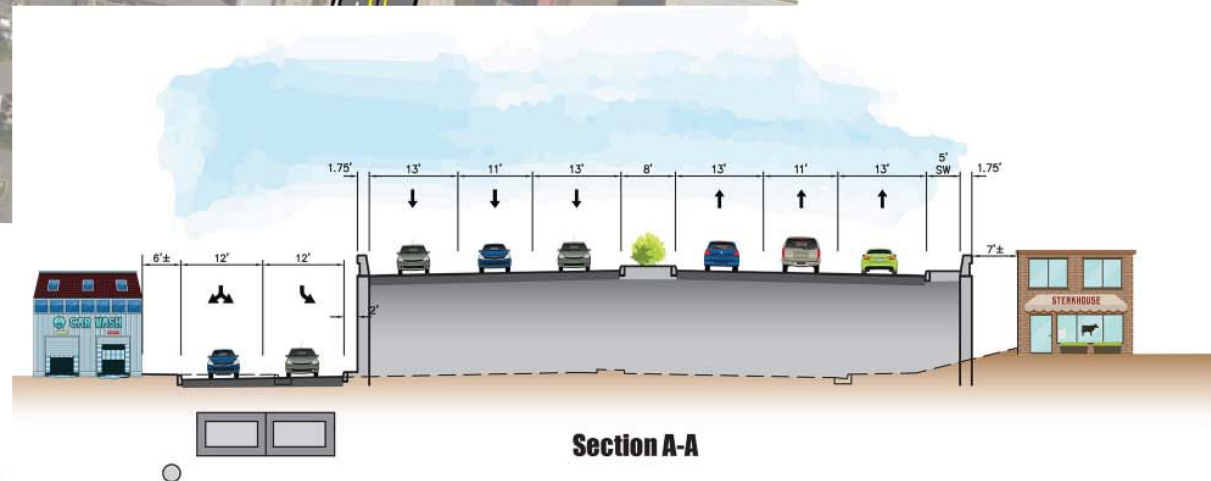 5'
1.75' 13' 11' 13' 8' 13' 11' 13' SW 1.75'
6'± 12' 12' 7'±
2'
CAR WASH
STEAKHOUSE
Section A-A